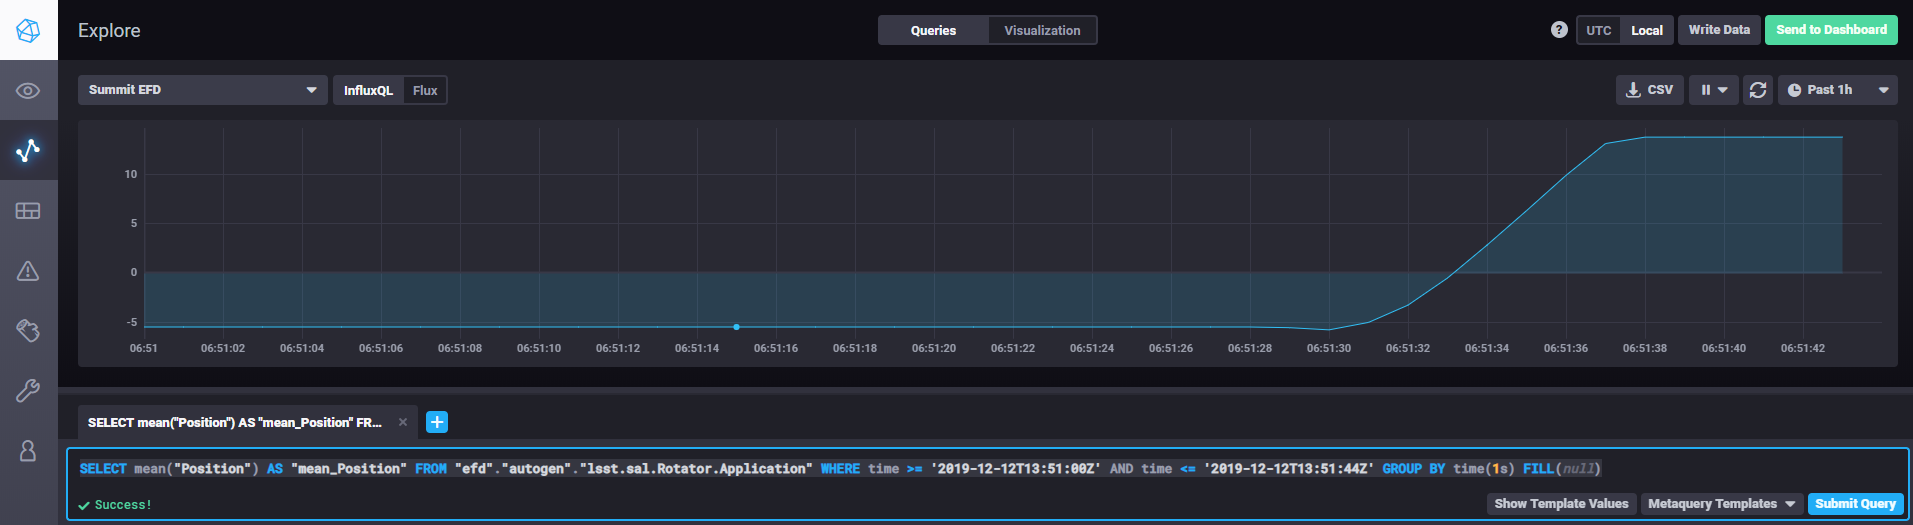 Explore
Queries Visualization
? UTC Local Write Data Send to Dashboard
Summit EFD InfluxQL Flux CSV Past 1h
10
5
0
-5
06:51 06:51:02 06:51:04 06:51:06 06:51:08 06:51:10 06:51:12 06:51:14 06:51:16 06:51:18 06:51:20 06:51:22 06:51:24 06:51:26 06:51:28 06:51:30 06:51:32 06:51:34 06:51:36 06:51:38 06:51:40 06:51:42
SELECT mean("Position") AS "mean_Position" FR... × +
SELECT mean("Position") AS "mean_Position" FROM "efd"."autogen"."lsst.sal.Rotator.Application" WHERE time >= '2019-12-12T13:51:00Z' AND time <= '2019-12-12T13:51:44Z' GROUP BY time(1s) FILL(null)
Success! Show Template Values Metaquery Templates Submit Query